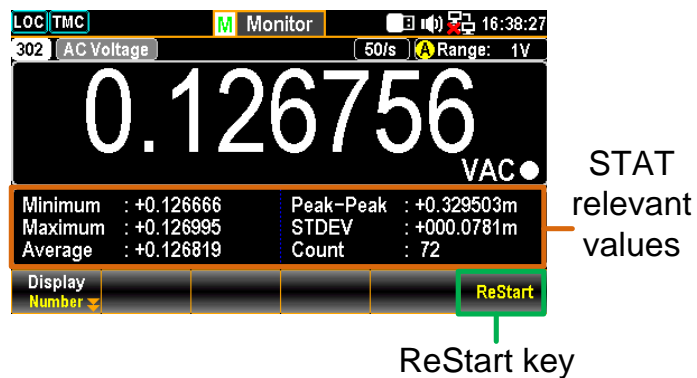 LOC TMC M Monitor 16:38:27
302 AC Voltage 50/s A Range: 1V
0.126756
VAC
Minimum : +0.126666 Peak-Peak : +0.329503m
Maximum : +0.126995 STDEV : +000.0781m
Average : +0.126819 Count : 72
Display
Number
ReStart
STAT
relevant
values
ReStart key